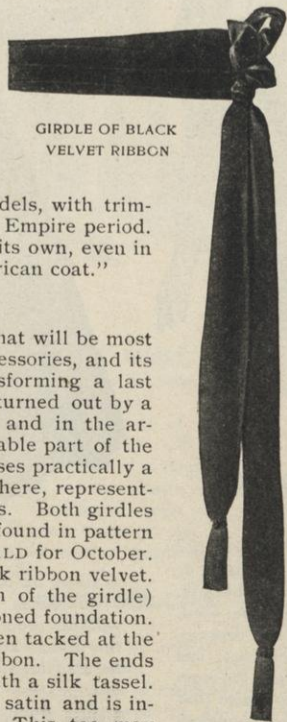 GIRDLE OF BLACK
VELVET RIBBON
dels, with trim-
Empire period.
its own, even in
rican coat."
hat will be most
essories, and its
sforming a last
turned out by a
and in the ar-
able part of the
ses practically a
here, represent-
s. Both girdles
found in pattern
LD for October.
k ribbon velvet.
n of the girdle)
oned foundation.
en tacked at the
bon. The ends
th a silk tassel.
satin and is in-